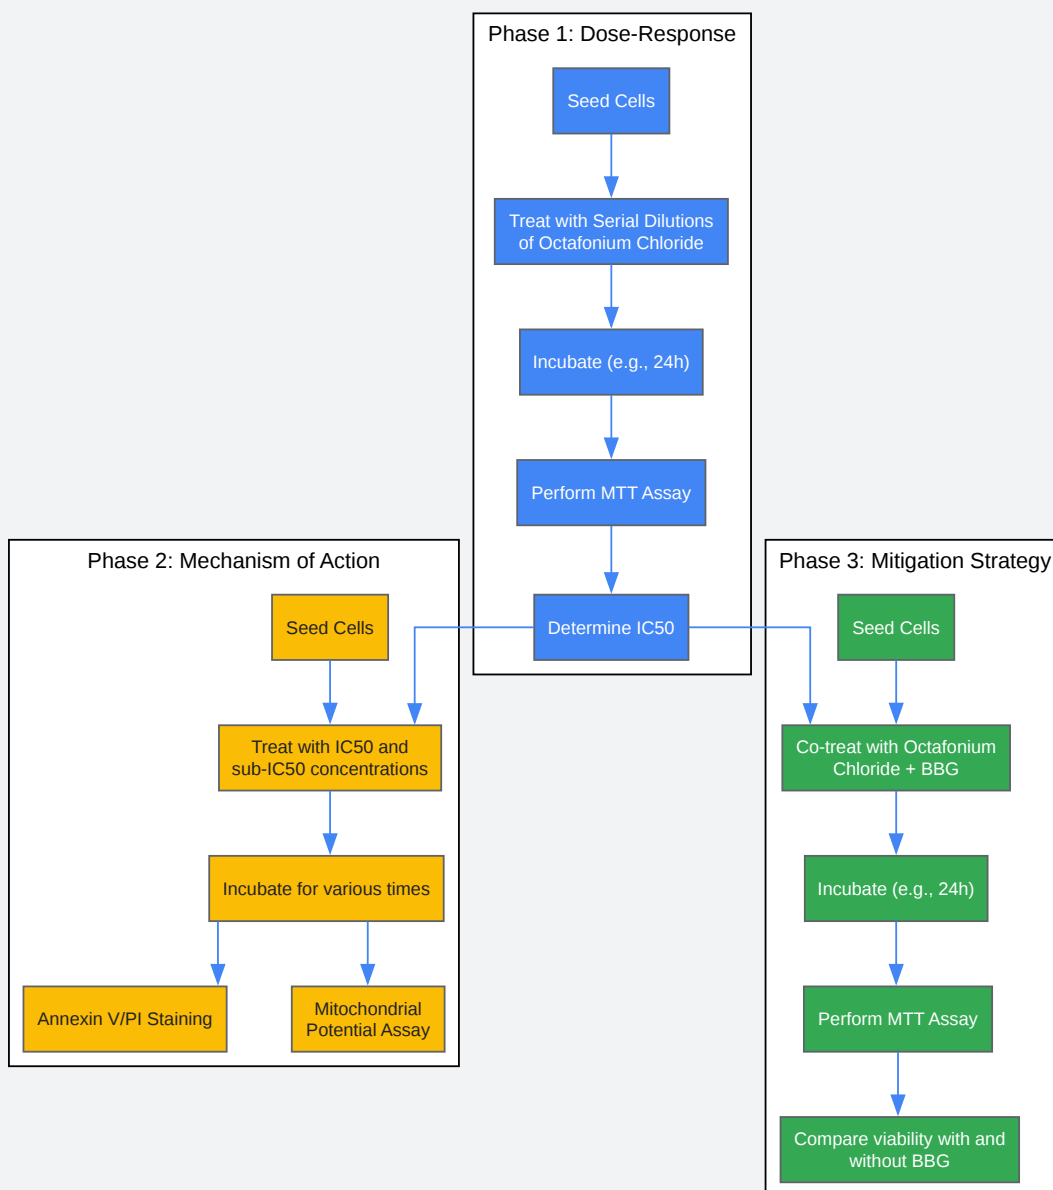 Phase 1: Dose-Response
Seed Cells
Treat with Serial Dilutions
of Octafonium Chloride
Incubate (e.g., 24h)
Perform MTT Assay
Determine IC50
Phase 2: Mechanism of Action
Seed Cells
Treat with IC50 and
sub-IC50 concentrations
Incubate for various times
Annexin V/PI Staining
Mitochondrial
Potential Assay
Phase 3: Mitigation Strategy
Seed Cells
Co-treat with Octafonium
Chloride + BBG
Incubate (e.g., 24h)
Perform MTT Assay
Compare viability with and
without BBG